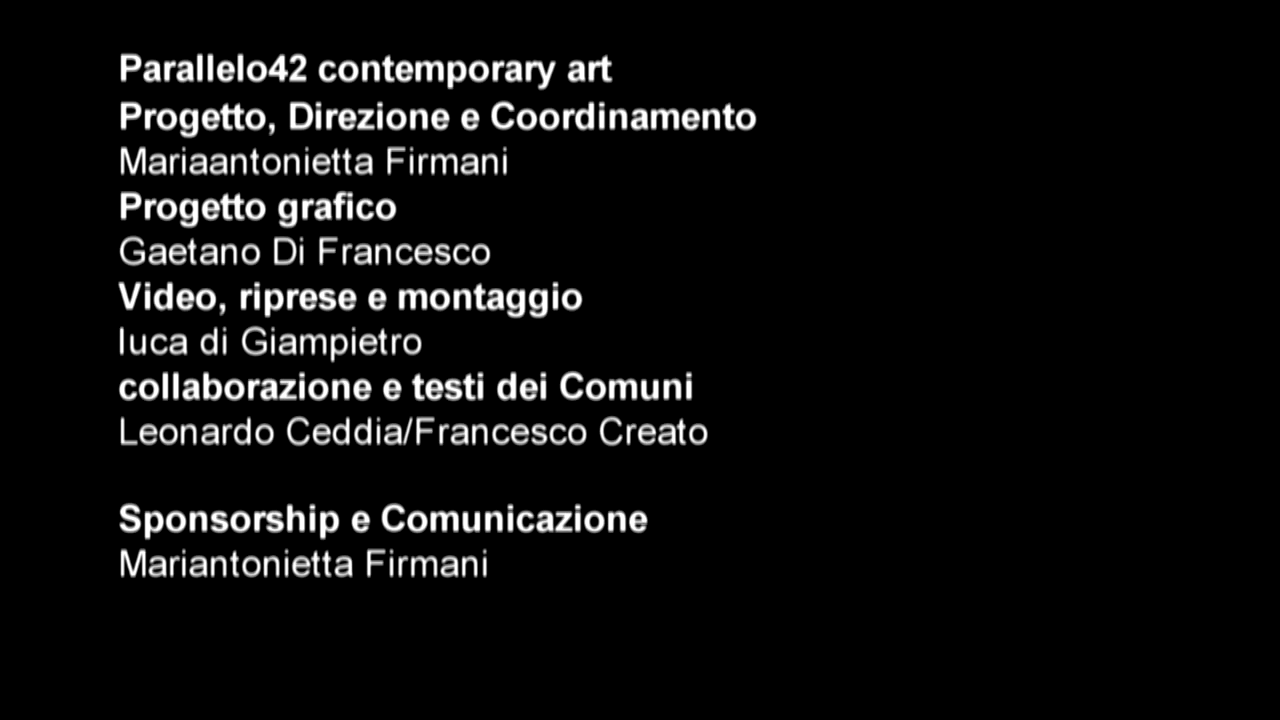 Parallelo42 contemporary art
Progetto, Direzione e Coordinamento
Mariaantonietta Firmani
Progetto grafico
Gaetano Di Francesco
Video, riprese e montaggio
luca di Giampietro
collaborazione e testi dei Comuni
Leonardo Ceddia/Francesco Creato
Sponsorship e Comunicazione
Mariantonietta Firmani